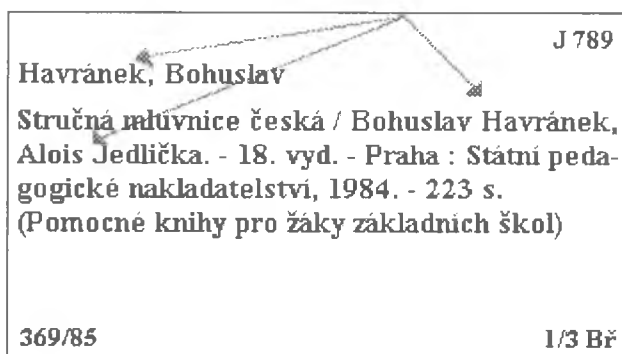 J 789
Havránek, Bohuslav
Stručná mluvnice česká / Bohuslav Havránek,
Alois Jedlička. - 18. vyd. - Praha : Státní peda-
gogické nakladatelství, 1984. - 223 s.
(Pomocné knihy pro žáky základních škol)
369/85 1/3 Bř